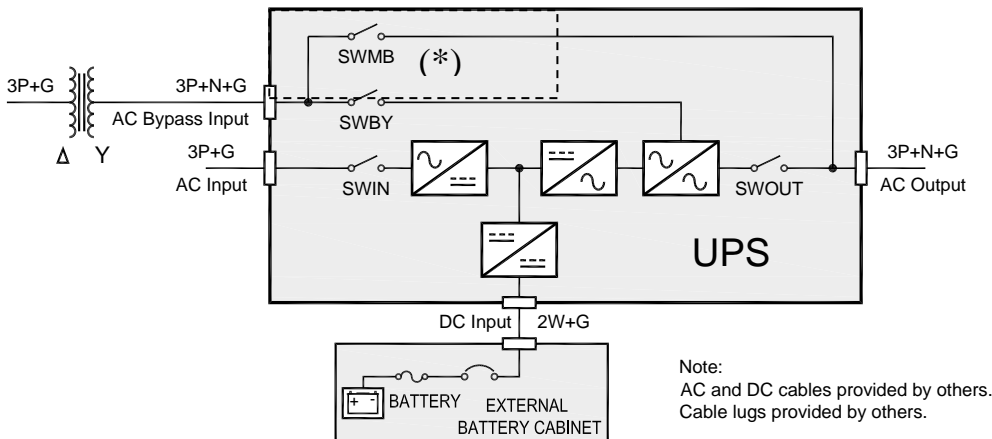 SWMB
(*)
3P+G
3P+N+G
AC Bypass Input
SWBY
Δ Y
3P+G
AC Input
SWIN
SWOUT
3P+N+G
AC Output
UPS
DC Input 2W+G
+ -
BATTERY
EXTERNAL
BATTERY CABINET
Note:
AC and DC cables provided by others.
Cable lugs provided by others.